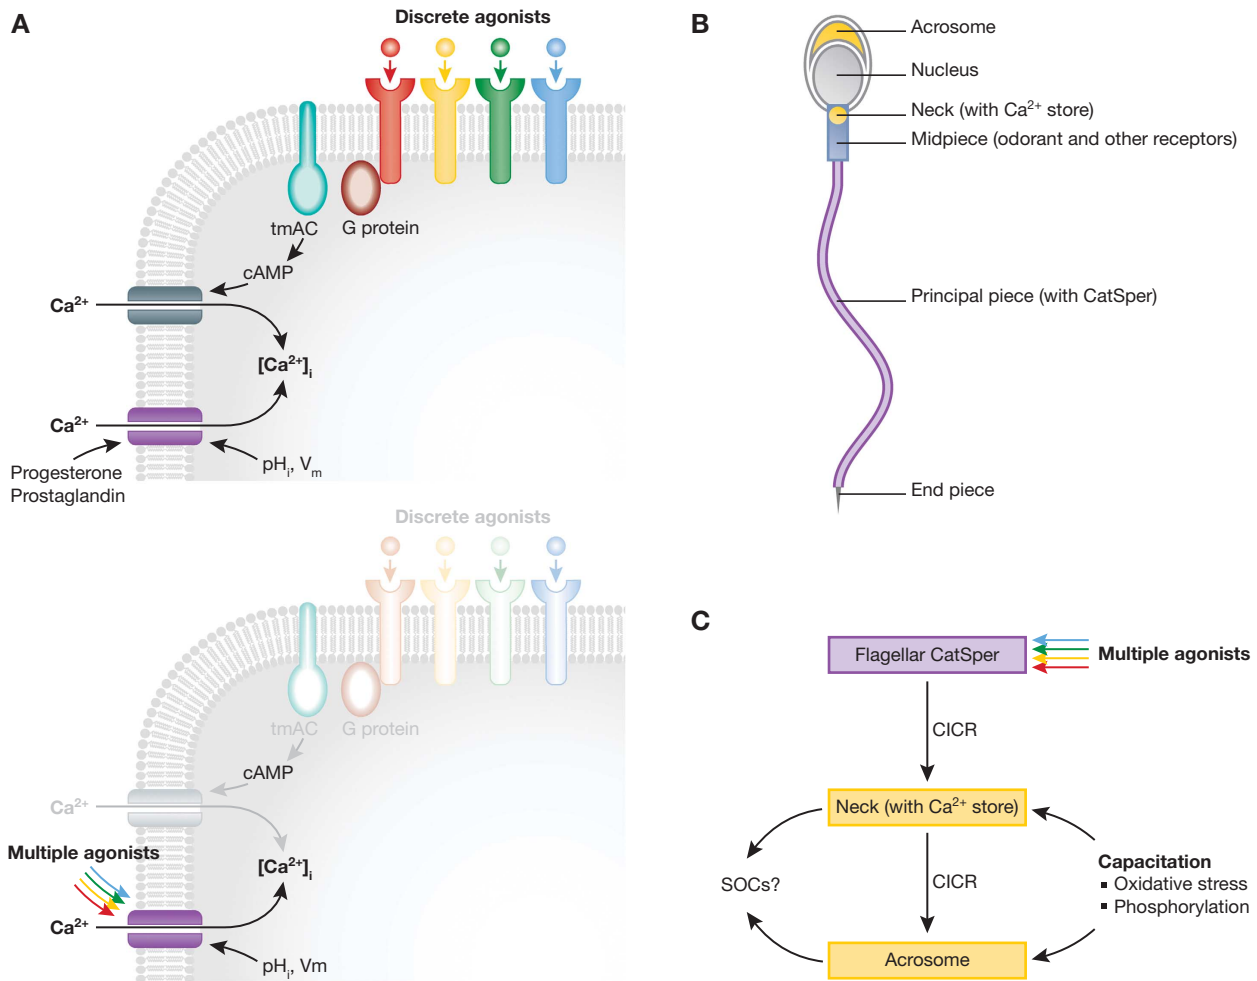 A
Discrete agonists
tmAC
G protein
cAMP
Ca²⁺
[Ca²⁺]ᵢ
Ca²⁺
Progesterone
Prostaglandin
pHᵢ, Vₘ
Discrete agonists
tmAC
G protein
cAMP
Ca²⁺
Multiple agonists
[Ca²⁺]ᵢ
Ca²⁺
pHᵢ, Vm
B
Acrosome
Nucleus
Neck (with Ca²⁺ store)
Midpiece (odorant and other receptors)
Principal piece (with CatSper)
End piece
C
Flagellar CatSper
Multiple agonists
CICR
Neck (with Ca²⁺ store)
SOCs?
CICR
Capacitation
▪ Oxidative stress
▪ Phosphorylation
Acrosome